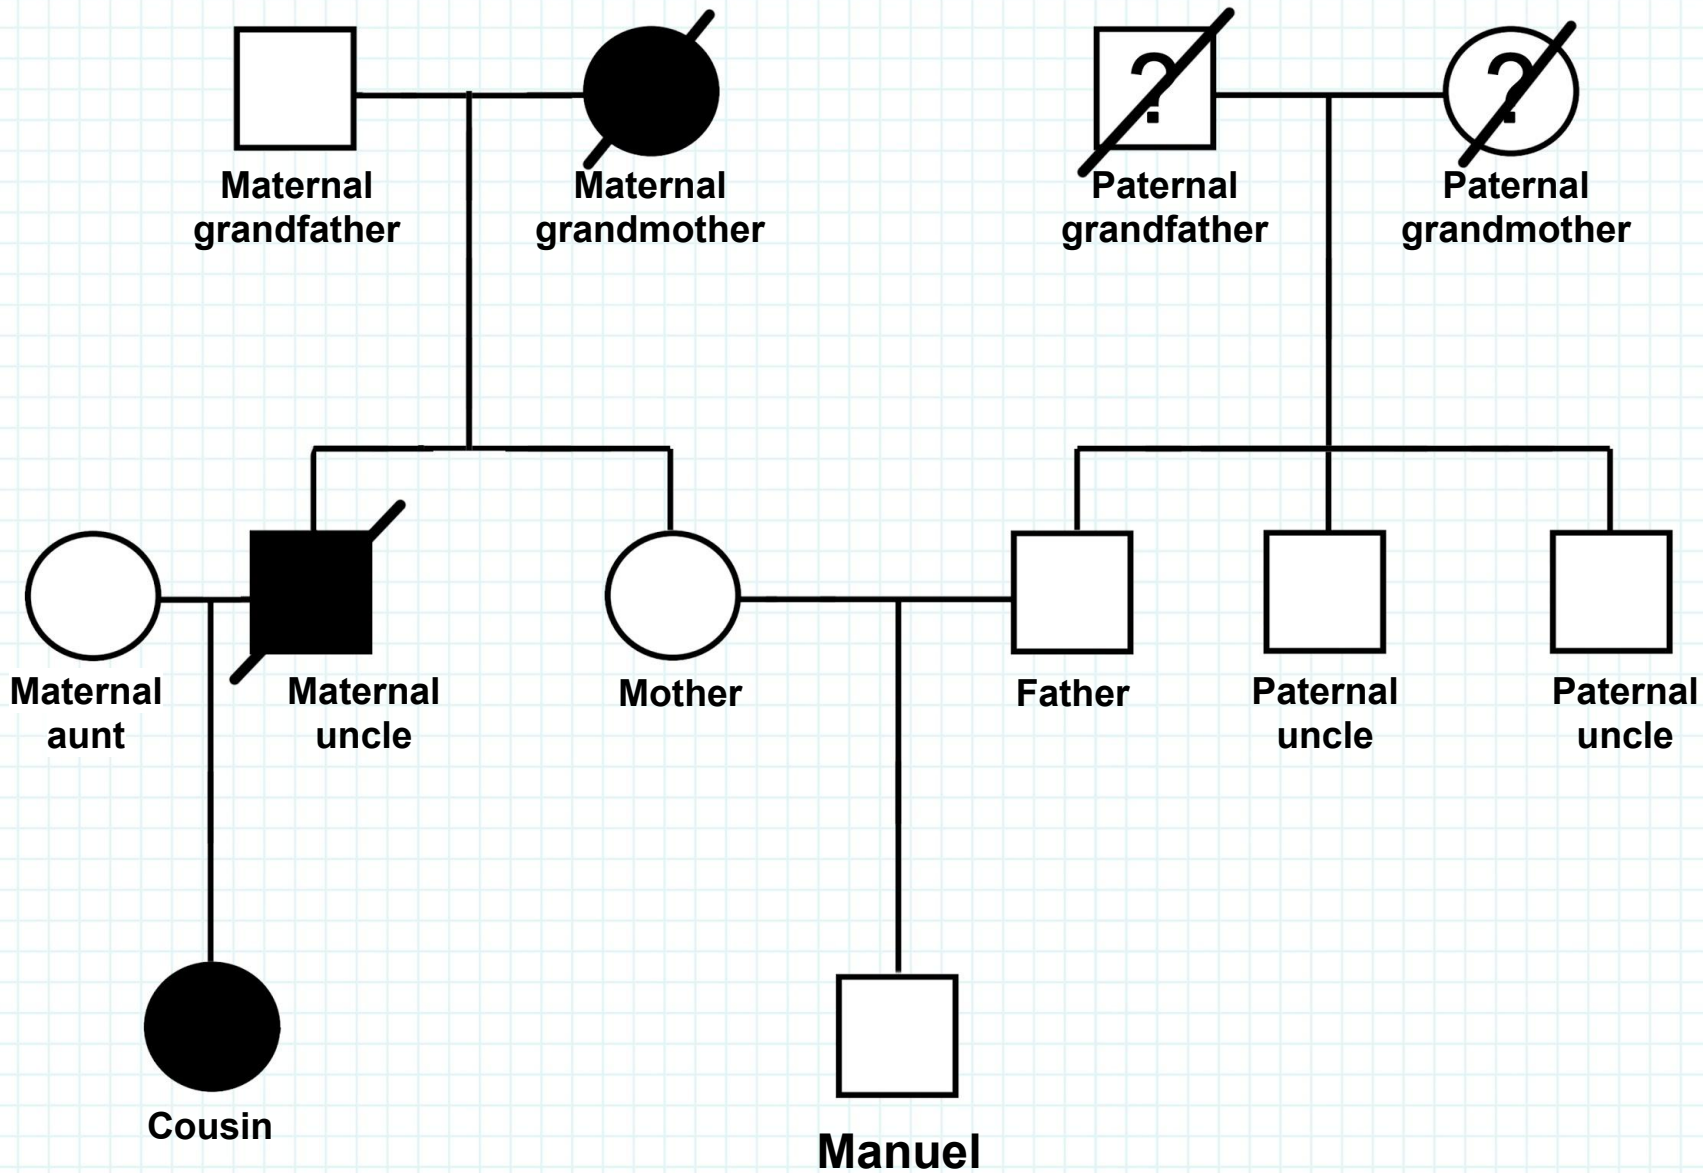 ?
?
Maternal
grandfather
Maternal
grandmother
Paternal
grandfather
Paternal
grandmother
Maternal
aunt
Maternal
uncle
Mother
Father
Paternal
uncle
Paternal
uncle
Cousin
Manuel